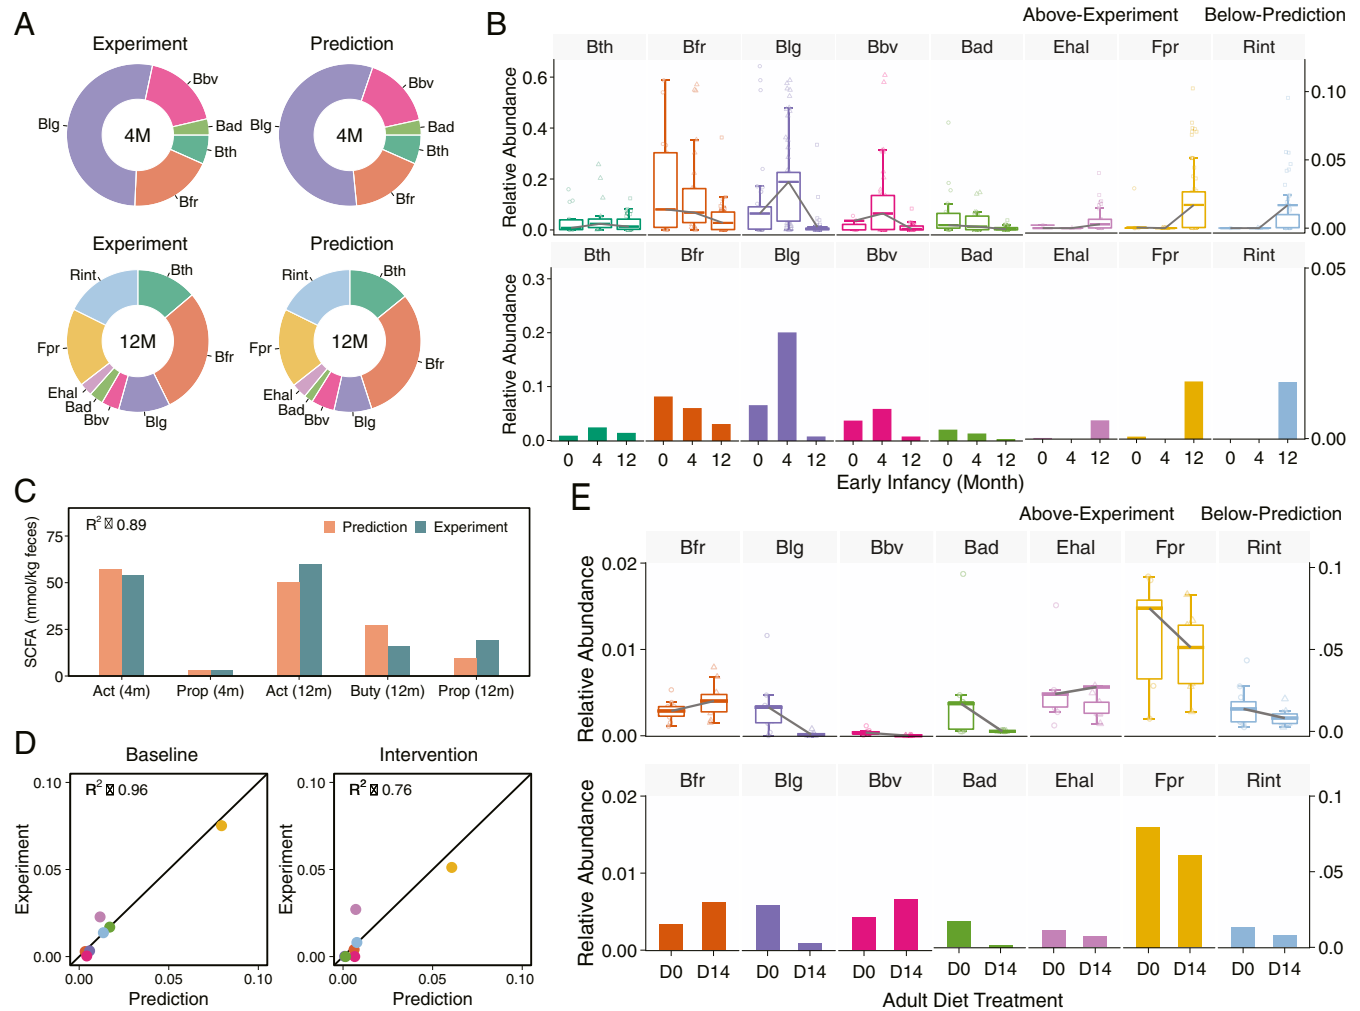 A
Experiment
Prediction
Blg
Bbv
Bad
Bth
Bfr
4M
Blg
Bbv
Bad
Bth
Bfr
4M
Experiment
Prediction
Rint
Bth
Fpr
Bfr
Ehal
Bad
Bbv
Blg
12M
Rint
Bth
Fpr
Bfr
Ehal
Bad
Bbv
Blg
12M
B
Above-Experiment
Below-Prediction
Bth Bfr Blg Bbv Bad Ehal Fpr Rint
Relative Abundance
0.6
0.4
0.2
0.0
0.10
0.05
0.00
Bth Bfr Blg Bbv Bad Ehal Fpr Rint
Relative Abundance
0.3
0.2
0.1
0.0
0.05
0.00
0 4 12 0 4 12 0 4 12 0 4 12 0 4 12 0 4 12 0 4 12 0 4 12
Early Infancy (Month)
C
R² 0.89
Prediction
Experiment
SCFA (mmol/kg feces)
75
50
25
0
Act (4m) Prop (4m) Act (12m) Buty (12m) Prop (12m)
D
Baseline
R² 0.96
Experiment
0.10
0.05
0.00
0.00 0.05 0.10
Prediction
Intervention
R² 0.76
Experiment
0.10
0.05
0.00
0.00 0.05 0.10
Prediction
E
Above-Experiment
Below-Prediction
Bfr Blg Bbv Bad Ehal Fpr Rint
Relative Abundance
0.02
0.01
0.00
0.1
.05
0.0
Bfr Blg Bbv Bad Ehal Fpr Rint
Relative Abundance
0.02
0.01
0.00
0.1
0.05
0.0
D0 D14 D0 D14 D0 D14 D0 D14 D0 D14 D0 D14 D0 D14
Adult Diet Treatment